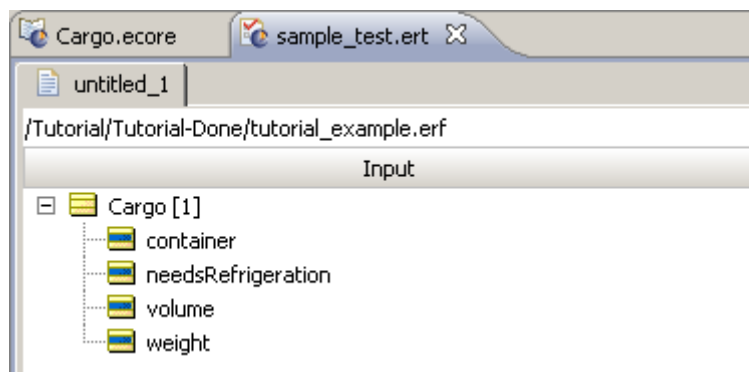 Cargo.ecore sample_test.ert
untitled_1
/Tutorial/Tutorial-Done/tutorial_example.erf
Input
Cargo [1]
container
needsRefrigeration
volume
weight